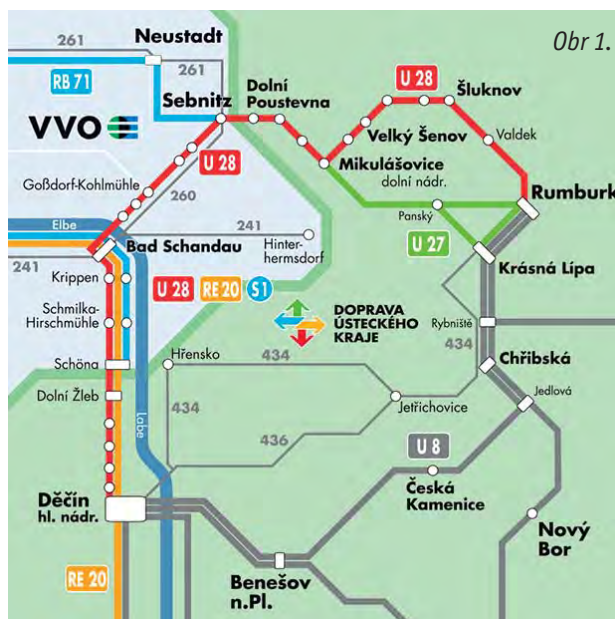 261
Neustadt
Obr 1.
RB 71
261
Sebnitz
Dolní
Poustevna
U 28
Šluknov
VVO
U 28
Velký Šenov
Valdek
Mikulášovice
dolní nádr.
Goßdorf-Kohlmühle
260
Rumburk
Elbe
241
Panský
Bad Schandau
Hinter-
hermsdorf
U 27
241
Krásná Lípa
Krippen
U 28
RE 20
S1
DOPRAVA
ÚSTECKÉHO
KRAJE
Schmilka-
Hirschmühle
Rybniště
434
Hřensko
434
Chřibská
Schöna
Dolní Žleb
Jedlová
434
Jetřichovice
Labe
436
U 8
Děčín
hl. nádr.
Česká
Kamenice
Nový
Bor
RE 20
Benešov
n.Pl.